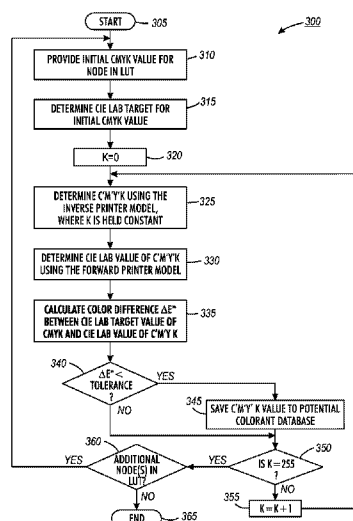 START
305
300
PROVIDE INITIAL CMYK VALUE FOR
NODE IN LUT
310
DETERMINE CIE LAB TARGET FOR
INITIAL CMYK VALUE
315
K=0
320
DETERMINE C'M'Y'K USING THE
INVERSE PRINTER MODEL,
WHERE K IS HELD CONSTANT
325
DETERMINE CIE LAB VALUE OF C'M'Y'K
USING THE FORWARD PRINTER MODEL
330
CALCULATE COLOR DIFFERENCE ΔE*
BETWEEN CIE LAB TARGET VALUE OF
CMYK AND CIE LAB VALUE OF C'M'Y K
335
340
ΔE* <
TOLERANCE
?
YES
NO
345
SAVE C'M'Y' K VALUE TO POTENTIAL
COLORANT DATABASE
350
IS K=255
?
YES
NO
360
ADDITIONAL
NODE(S) IN
LUT?
YES
NO
355
K=K+1
END
365